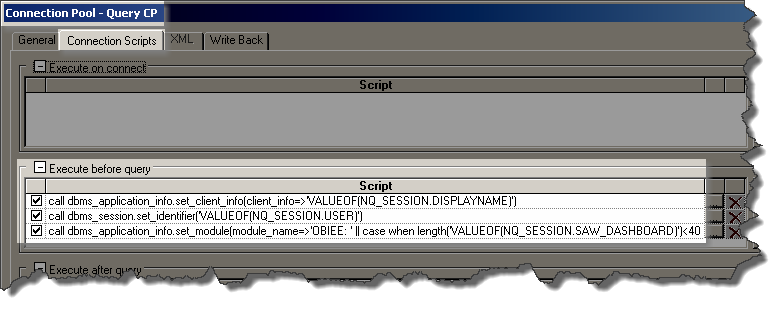 Connection Pool - Query CP
General Connection Scripts XML Write Back
Execute on connect
Script
Execute before query
Script
call dbms_application_info.set_client_info(client_info=>'VALUEOF(NQ_SESSION.DISPLAYNAME)')
call dbms_session.set_identifier('VALUEOF(NQ_SESSION.USER)')
call dbms_application_info.set_module(module_name=>'OBIEE: ' || case when length('VALUEOF(NQ_SESSION.SAW_DASHBOARD)')<40
Execute after query